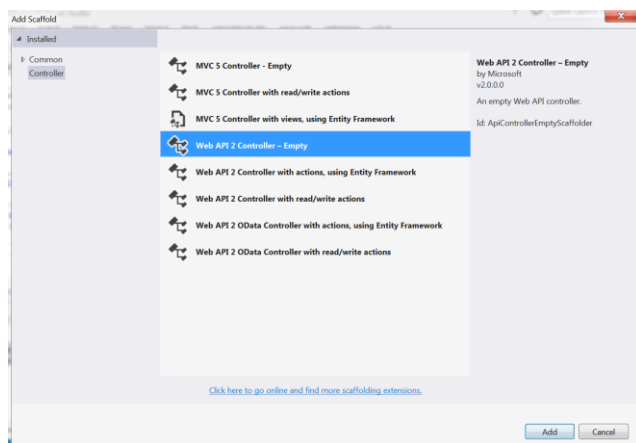 Add Scaffold
Installed
Common
Controller
MVC 5 Controller - Empty
MVC 5 Controller with read/write actions
MVC 5 Controller with views, using Entity Framework
Web API 2 Controller – Empty
Web API 2 Controller with actions, using Entity Framework
Web API 2 Controller with read/write actions
Web API 2 OData Controller with actions, using Entity Framework
Web API 2 OData Controller with read/write actions
Web API 2 Controller – Empty
by Microsoft
v2.0.0.0
An empty Web API controller.
Id: ApiControllerEmptyScaffolder
Click here to go online and find more scaffolding extensions.
Add
Cancel